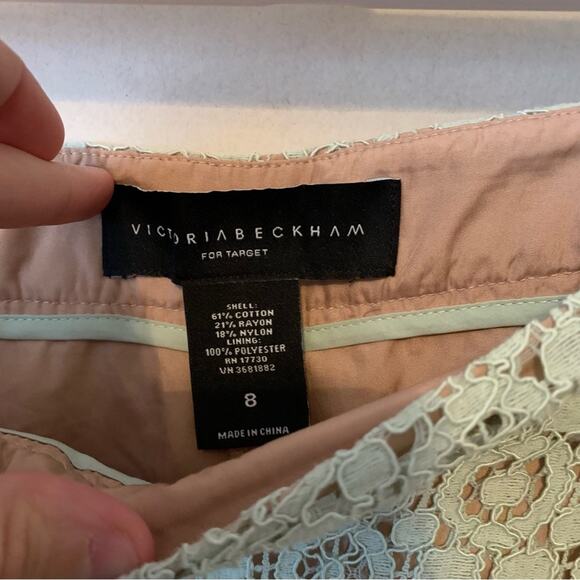 VICTORIABECKHAM
FOR TARGET
SHELL:
61% COTTON
21% RAYON
18% NYLON
LINING:
100% POLYESTER
RN 17730
VN 3681882
8
MADE IN CHINA